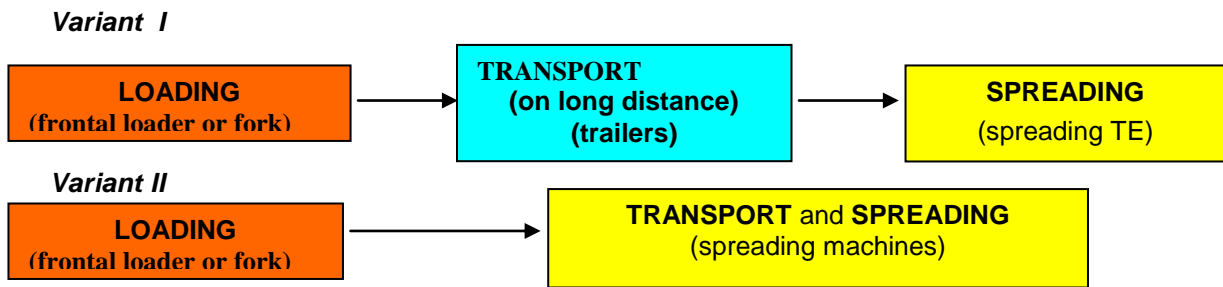 Variant I
LOADING
(frontal loader or fork)
TRANSPORT
(on long distance)
(trailers)
SPREADING
(spreading TE)
Variant II
LOADING
(frontal loader or fork)
TRANSPORT and SPREADING
(spreading machines)